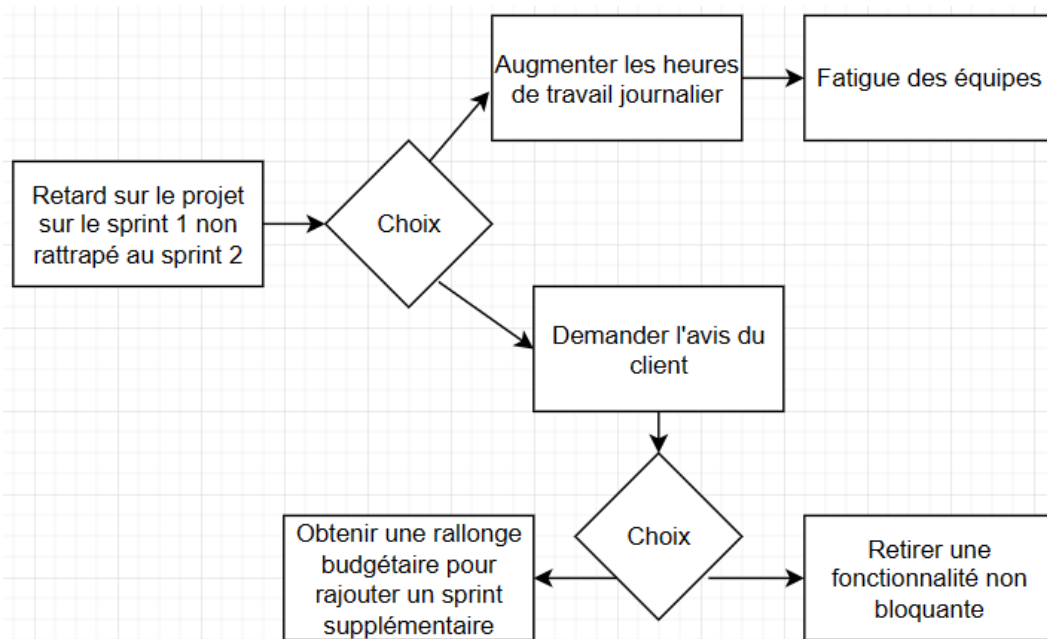 Augmenter les heures
de travail journalier
Fatigue des équipes
Retard sur le projet
sur le sprint 1 non
rattrapé au sprint 2
Choix
Demander l'avis du
client
Obtenir une rallonge
budgétaire pour
rajouter un sprint
supplémentaire
Choix
Retirer une
fonctionnalité non
bloquante